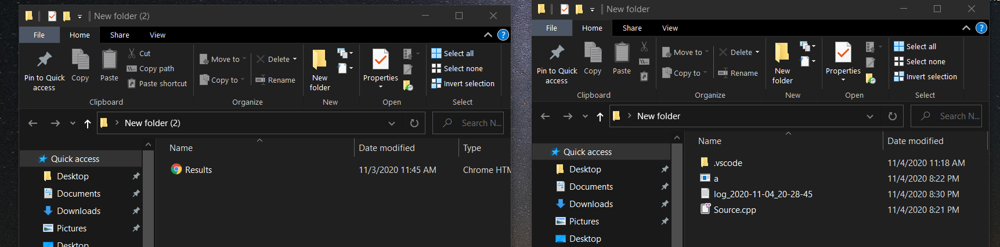 New folder (2)
File Home Share View
Pin to Quick access
Copy
Paste
Cut
Copy path
Paste shortcut
Clipboard
Move to
Copy to
Delete
Rename
Organize
New folder
New
Properties
Open
Select all
Select none
Invert selection
Select
New folder (2)
Search N...
Quick access
Desktop
Documents
Downloads
Pictures
Desktop
Name Date modified Type
Results 11/3/2020 11:45 AM Chrome HTM
New folder
File Home Share View
Pin to Quick access
Copy
Paste
Clipboard
Move to
Copy to
Delete
Rename
Organize
New folder
New
Properties
Open
Select all
Select none
Invert selection
Select
New folder
Search N...
Quick access
Desktop
Documents
Downloads
Pictures
Desktop
Name Date modified
.vscode 11/4/2020 11:18 AM
a 11/4/2020 8:22 PM
log_2020-11-04_20-28-45 11/4/2020 8:30 PM
Source.cpp 11/4/2020 8:21 PM